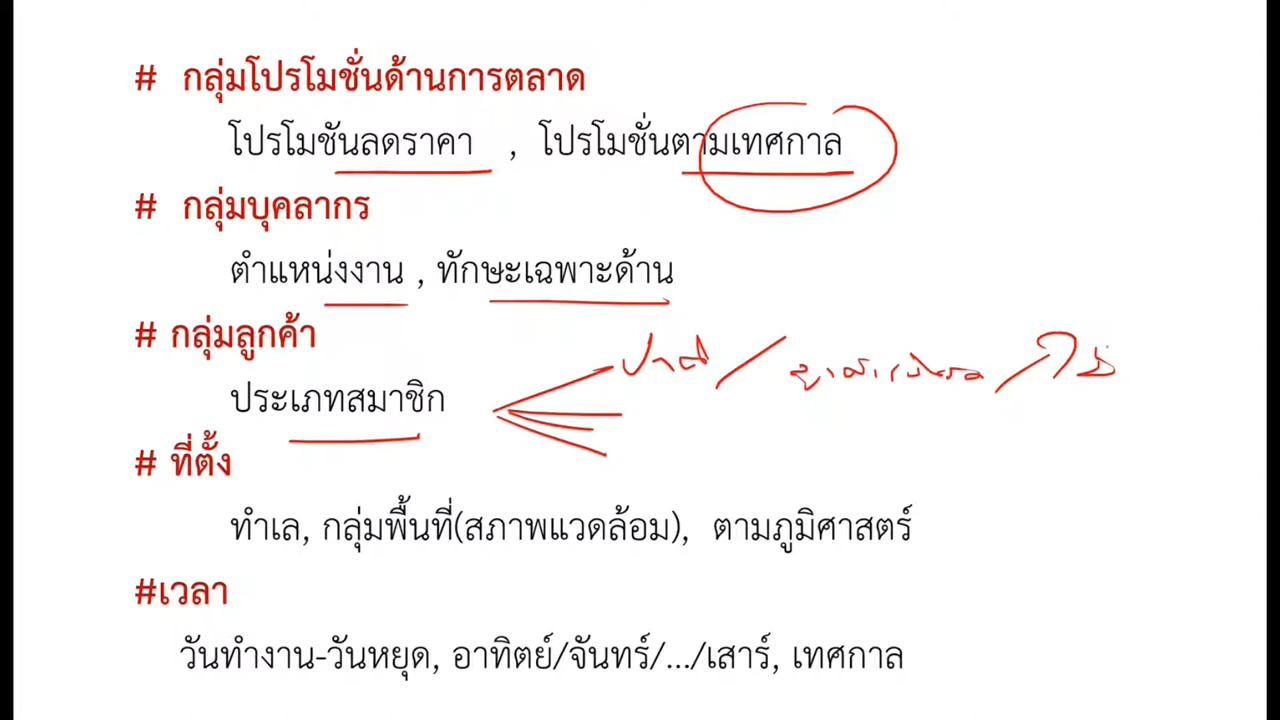 # กลุ่มโปรโมชั่นด้านการตลาด
โปรโมชันลดราคา , โปรโมชั่นตามเทศกาล
# กลุ่มบุคลากร
ตำแหน่งงาน , ทักษะเฉพาะด้าน
# กลุ่มลูกค้า
ประเภทสมาชิก
# ที่ตั้ง
ทำเล, กลุ่มพื้นที่(สภาพแวดล้อม), ตามภูมิศาสตร์
#เวลา
วันทำงาน-วันหยุด, อาทิตย์/จันทร์/.../เสาร์, เทศกาล